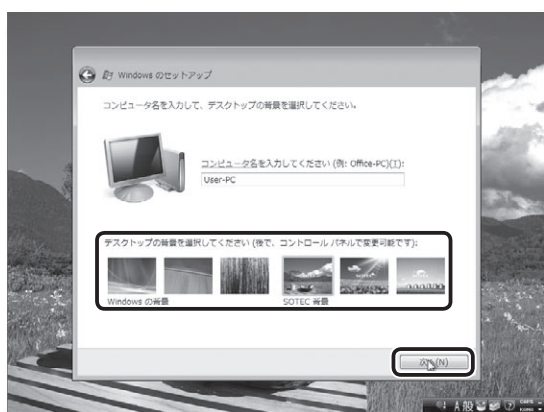 Windows のセットアップ
コンピュータ名を入力して、デスクトップの背景を選択してください。
コンピュータ名を入力してください (例: Office-PC)(T):
User-PC
デスクトップの背景を選択してください (後で、コントロール パネルで変更可能です):
Windows の背景
SOTEC 背景
次へ(N)
A 般
CAPS
KANA